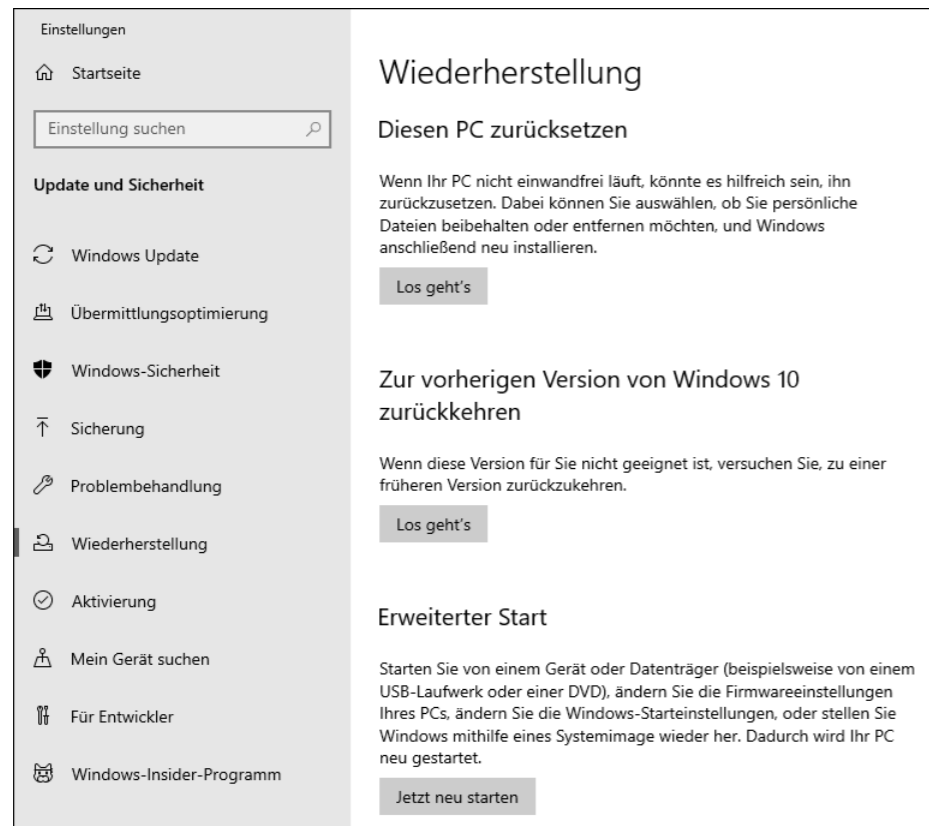 Einstellungen
Startseite
Einstellung suchen
Update und Sicherheit
Windows Update
Übermittlungsoptimierung
Windows-Sicherheit
Sicherung
Problembehandlung
Wiederherstellung
Aktivierung
Mein Gerät suchen
Für Entwickler
Windows-Insider-Programm
Wiederherstellung
Diesen PC zurücksetzen
Wenn Ihr PC nicht einwandfrei läuft, könnte es hilfreich sein, ihn
zurückzusetzen. Dabei können Sie auswählen, ob Sie persönliche
Dateien beibehalten oder entfernen möchten, und Windows
anschließend neu installieren.
Los geht's
Zur vorherigen Version von Windows 10
zurückkehren
Wenn diese Version für Sie nicht geeignet ist, versuchen Sie, zu einer
früheren Version zurückzukehren.
Los geht's
Erweiterter Start
Starten Sie von einem Gerät oder Datenträger (beispielsweise von einem
USB-Laufwerk oder einer DVD), ändern Sie die Firmwareeinstellungen
Ihres PCs, ändern Sie die Windows-Starteinstellungen, oder stellen Sie
Windows mithilfe eines Systemimage wieder her. Dadurch wird Ihr PC
neu gestartet.
Jetzt neu starten